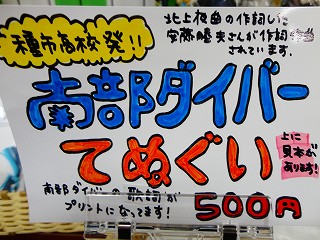 種市高校発!!
北上夜曲の作詞した
安藤睦夫さんが作詞
されています.
南部ダイバー
てぬぐい
上に
見本が
あります!
南部ダイバーの歌詞が
プリントになってます!
500円